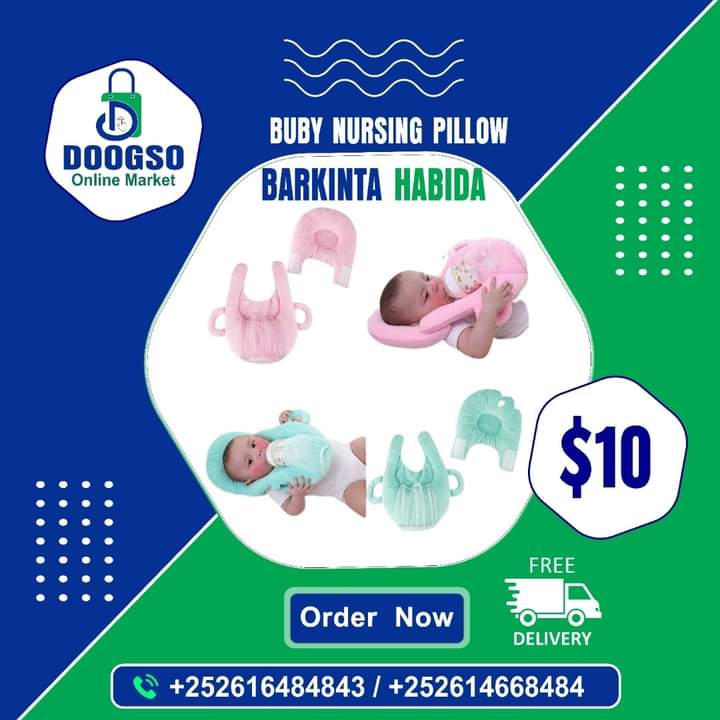 DOOGSO
Online Market
BUBY NURSING PILLOW
BARKINTA HABIDA
$10
FREE
DELIVERY
Order Now
+252616484843 / +252614668484